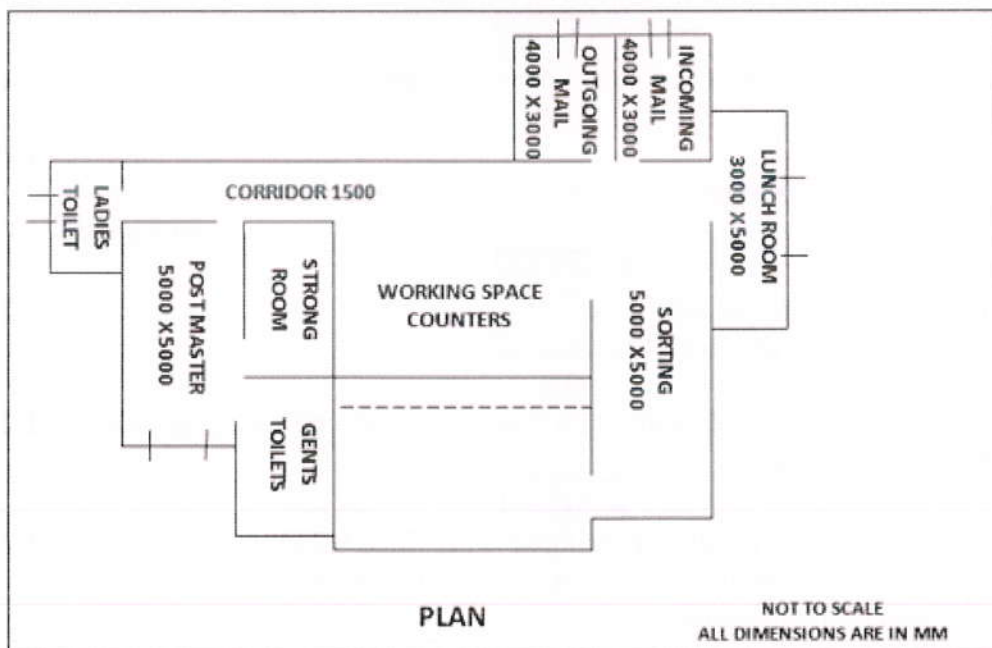 OUTGOING
MAIL
4000 X3000
INCOMING
MAIL
4000 X3000
LUNCH ROOM
3000 X5000
LADIES
TOILET
CORRIDOR 1500
POST MASTER
5000 X5000
STRONG
ROOM
WORKING SPACE
COUNTERS
SORTING
5000 X5000
GENTS
TOILETS
PLAN
NOT TO SCALE
ALL DIMENSIONS ARE IN MM